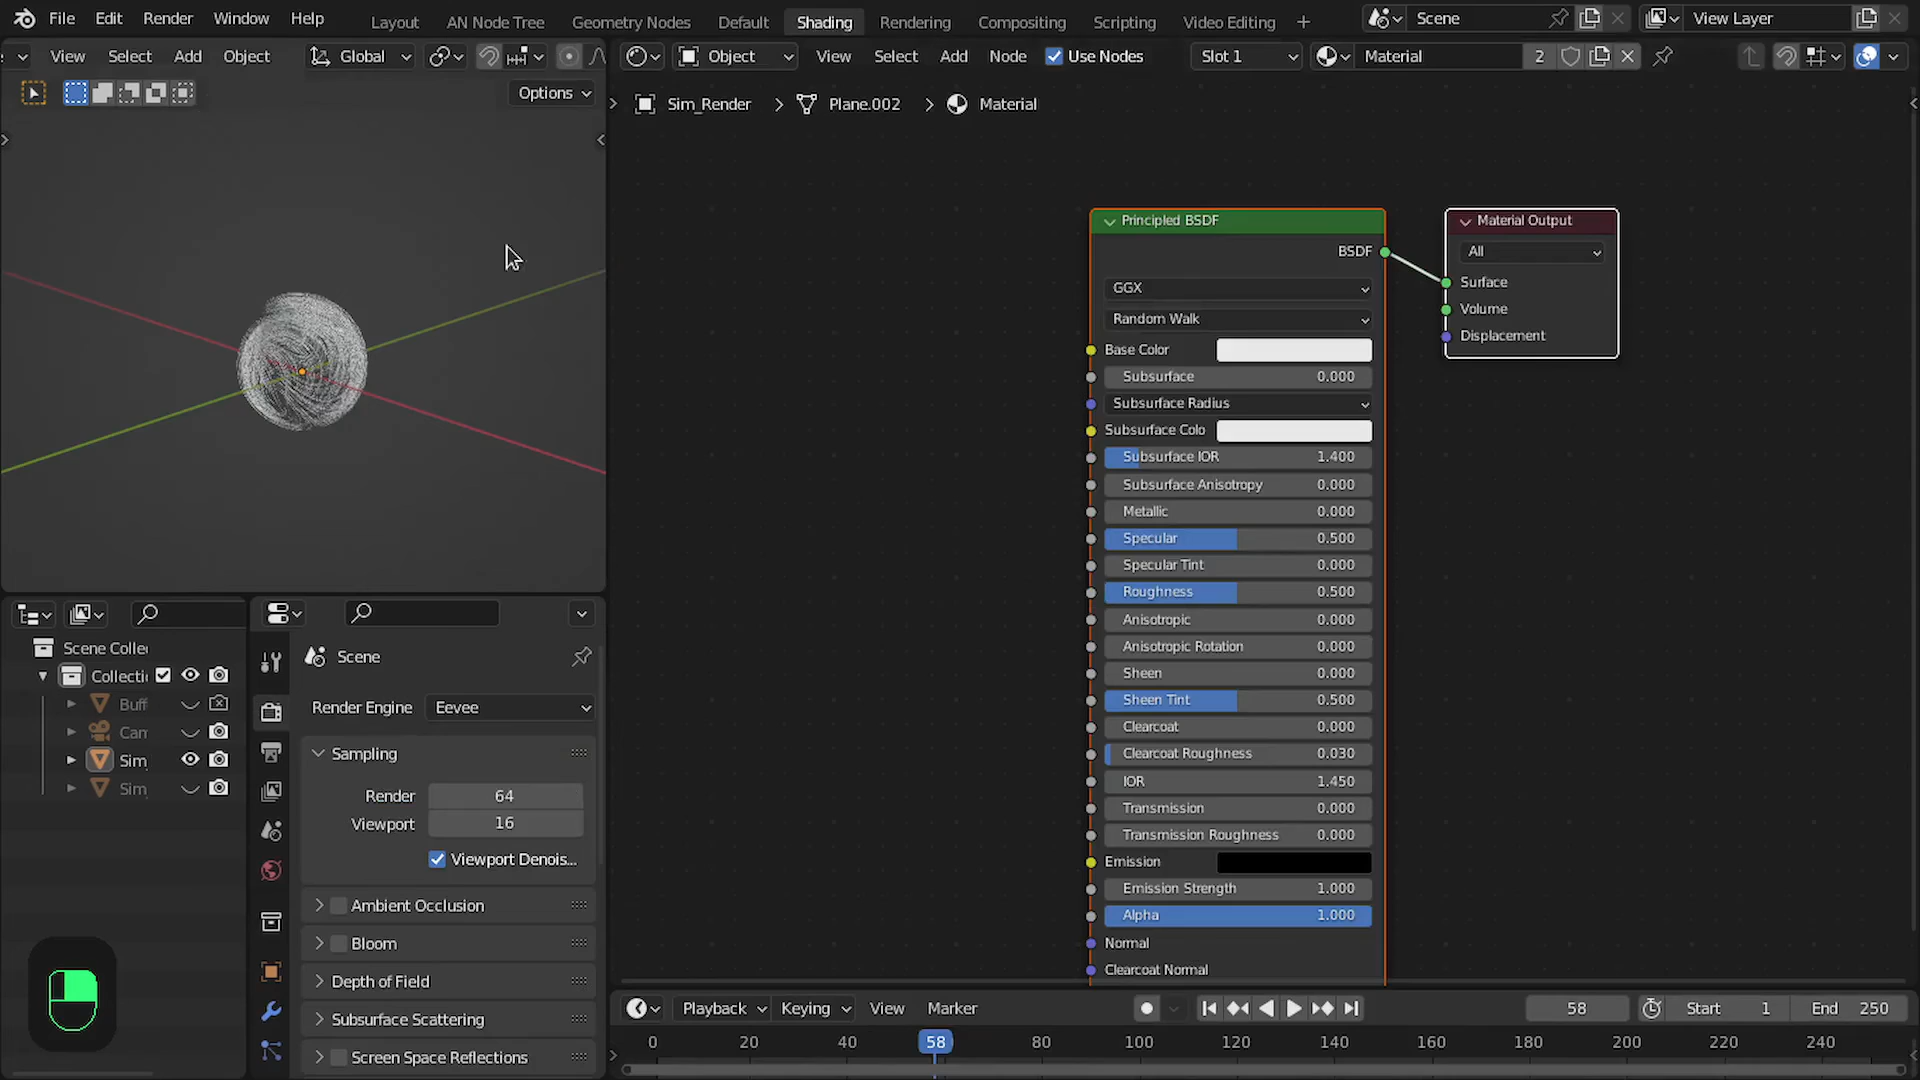 File Edit Render Window Help Layout AN Node Tree Geometry Nodes Default Shading Rendering Compositing Scripting Video Editing + Scene View Layer
View Select Add Object Global Object View Select Add Node Use Nodes Slot 1 Material 2
Options
Sim_Render > Plane.002 > Material
Principled BSDF
BSDF
GGX
Random Walk
Base Color
Subsurface 0.000
Subsurface Radius
Subsurface Colo
Subsurface IOR 1.400
Subsurface Anisotropy 0.000
Metallic 0.000
Specular 0.500
Specular Tint 0.000
Roughness 0.500
Anisotropic 0.000
Anisotropic Rotation 0.000
Sheen 0.000
Sheen Tint 0.500
Clearcoat 0.000
Clearcoat Roughness 0.030
IOR 1.450
Transmission 0.000
Transmission Roughness 0.000
Emission
Emission Strength 1.000
Alpha 1.000
Normal
Clearcoat Normal
Material Output
All
Surface
Volume
Displacement
Scene Colle
Collecti
Buff
Can
Sim
Sim
Scene
Render Engine Eevee
Sampling
Render 64
Viewport 16
Viewport Denois...
Ambient Occlusion
Bloom
Depth of Field
Subsurface Scattering
Screen Space Reflections
Playback Keying View Marker 58 Start 1 End 250
0 20 40 58 80 100 120 140 160 180 200 220 240